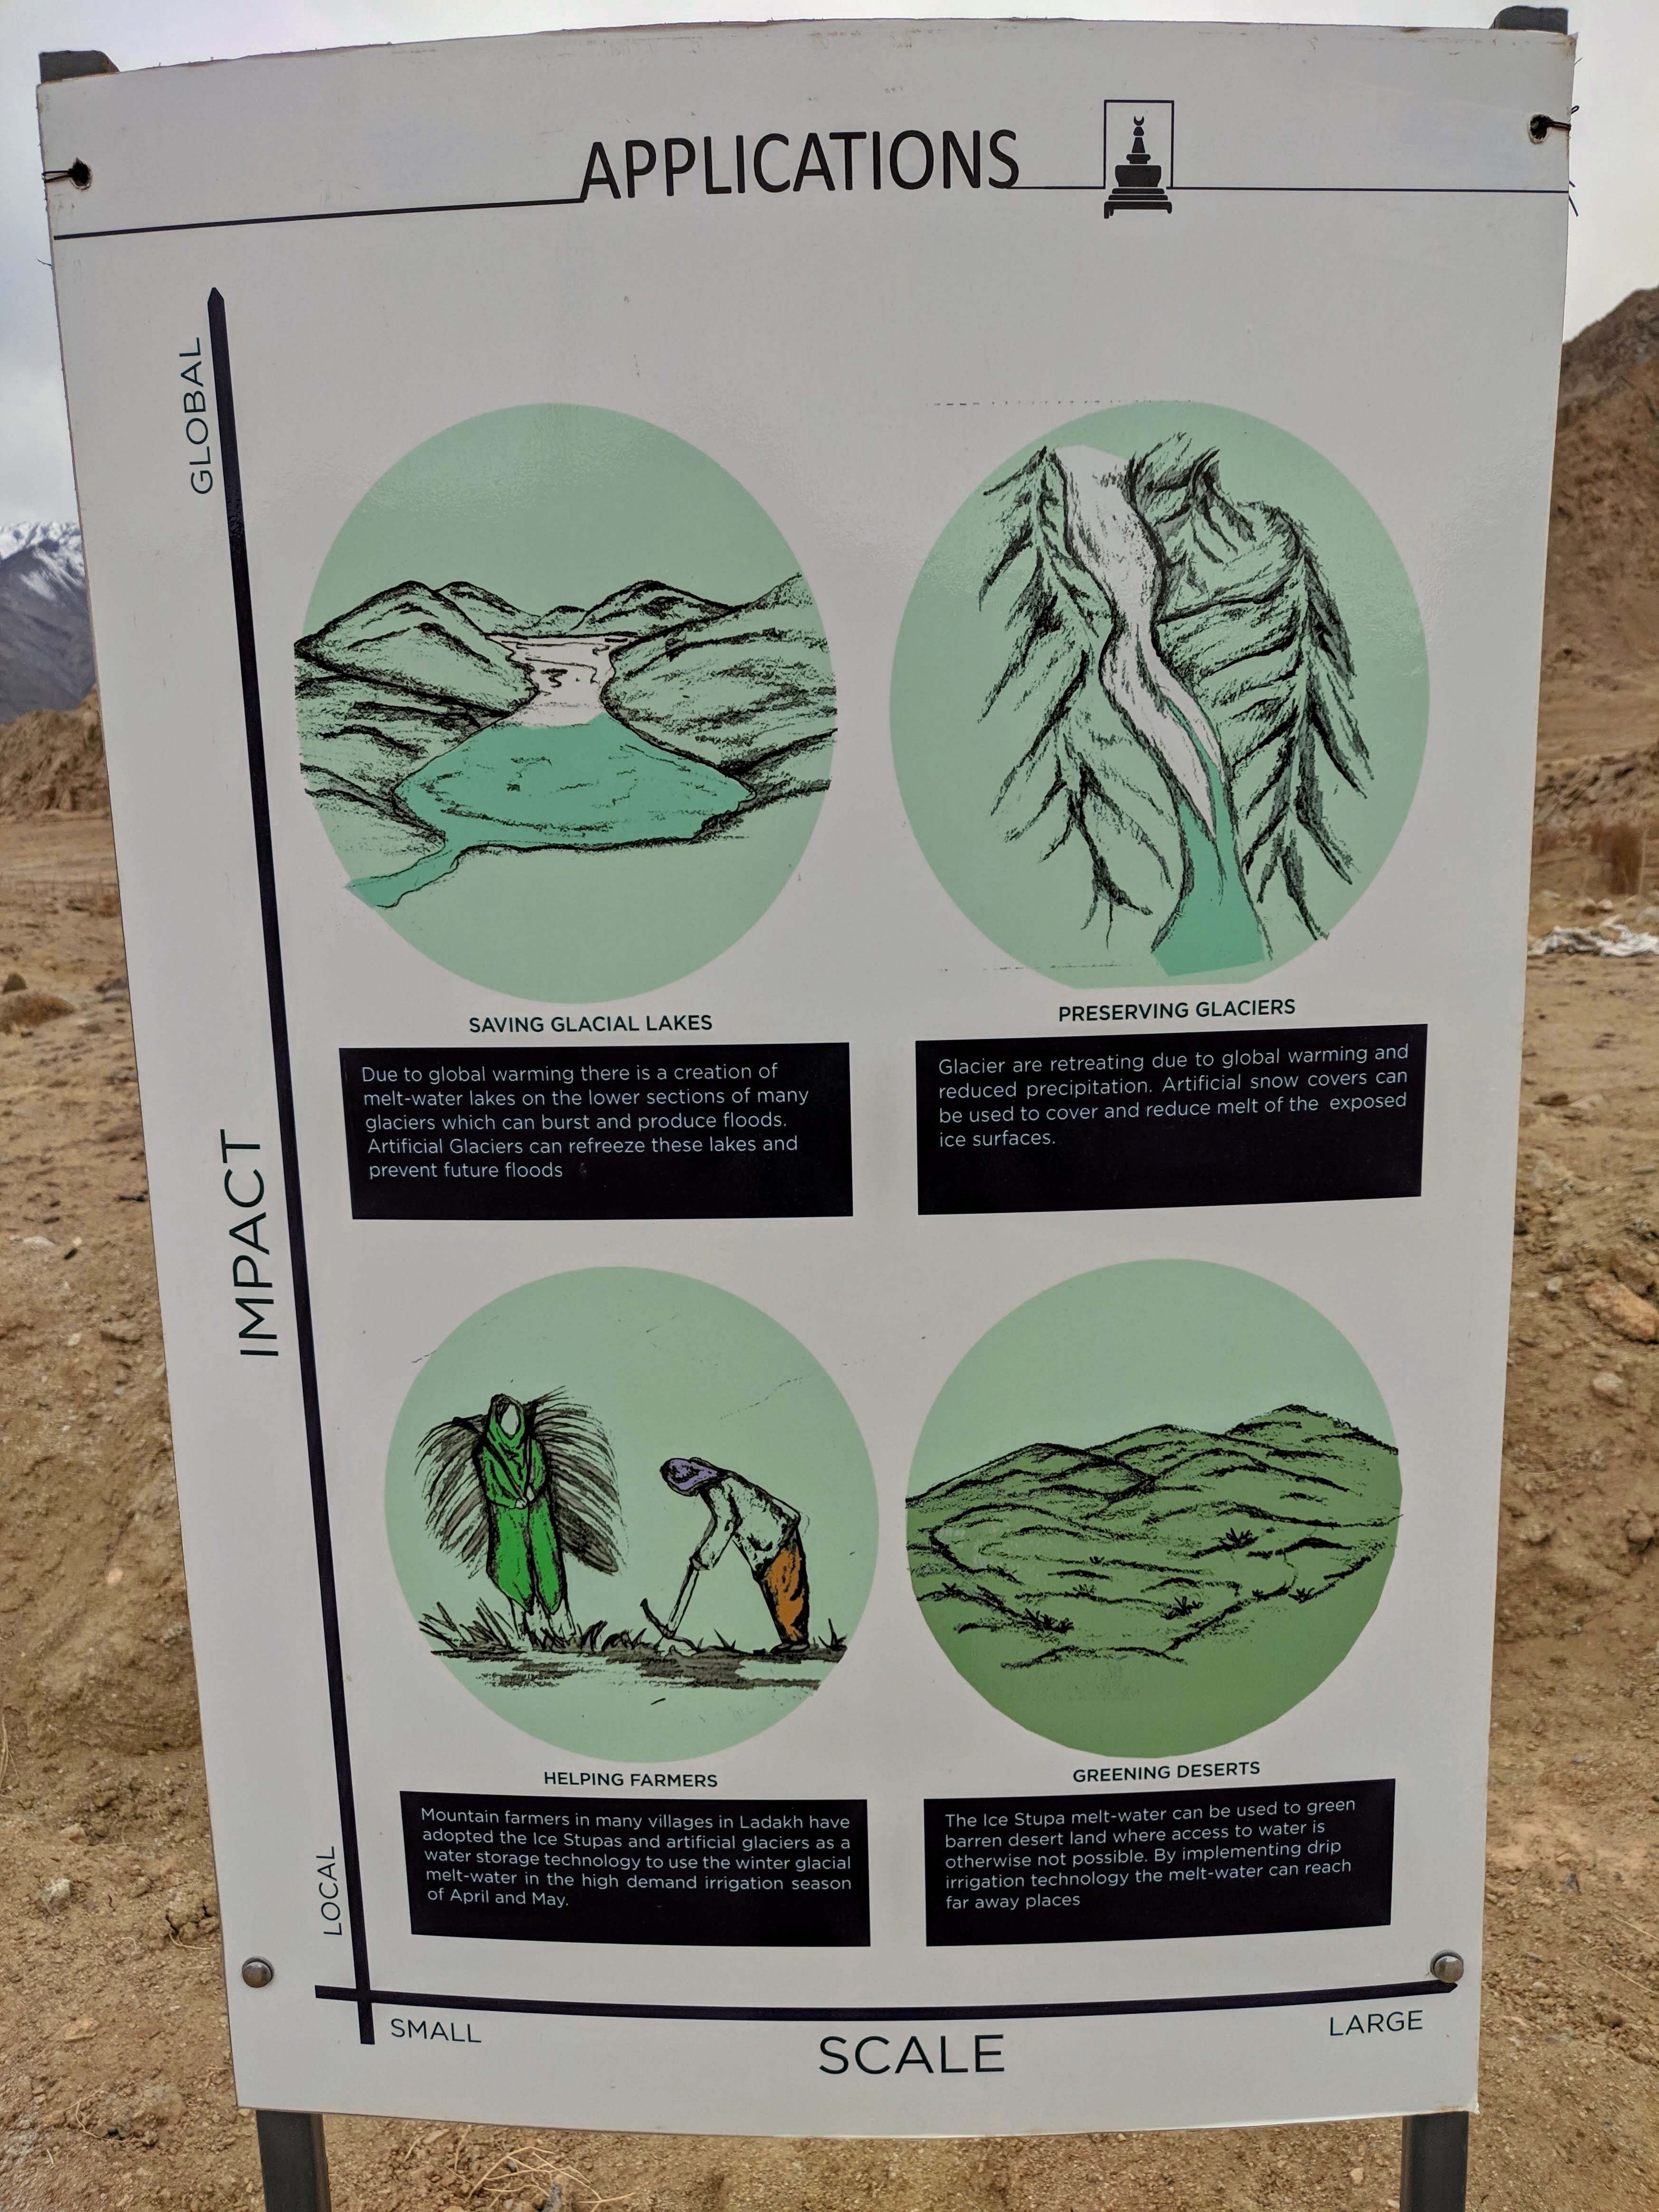 APPLICATIONS
GLOBAL
SAVING GLACIAL LAKES
Due to global warming there is a creation of
melt-water lakes on the lower sections of many
glaciers which can burst and produce floods.
Artificial Glaciers can refreeze these lakes and
prevent future floods
PRESERVING GLACIERS
Glacier are retreating due to global warming and
reduced precipitation. Artificial snow covers can
be used to cover and reduce melt of the exposed
ice surfaces.
IMPACT
HELPING FARMERS
Mountain farmers in many villages in Ladakh have
adopted the Ice Stupas and artificial glaciers as a
water storage technology to use the winter glacial
melt-water in the high demand irrigation season
of April and May.
GREENING DESERTS
The Ice Stupa melt-water can be used to green
barren desert land where access to water is
otherwise not possible. By implementing drip
irrigation technology the melt-water can reach
far away places
LOCAL
SMALL
SCALE
LARGE